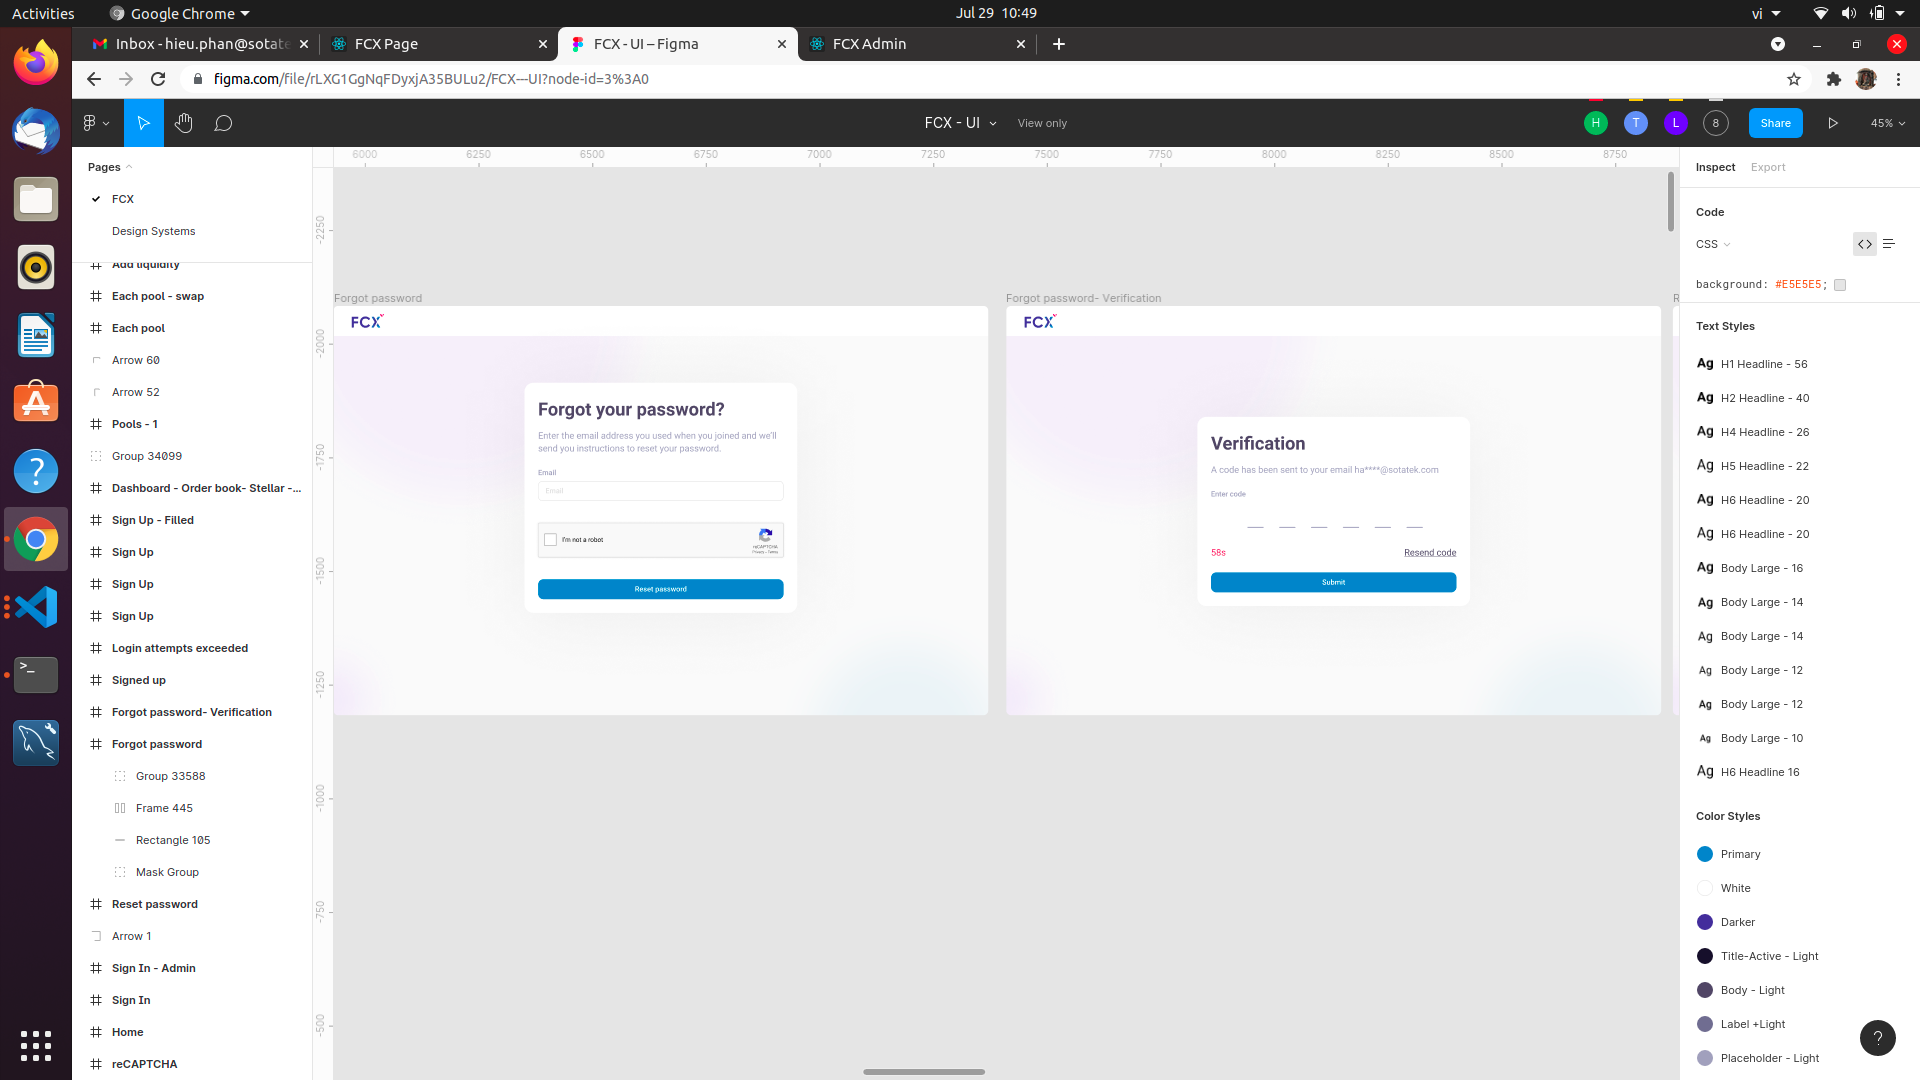 Activities
Google Chrome
Jul 29 10:49
vi
Inbox - hieu.phan@sotate
FCX Page
FCX - UI – Figma
FCX Admin
figma.com/file/rLXG1GgNqFDyxjA35BULu2/FCX---UI?node-id=3%3A0
FCX - UI
View only
H
T
L
8
Share
45%
Pages
FCX
Design Systems
Add liquidity
Each pool - swap
Each pool
Arrow 60
Arrow 52
Pools - 1
Group 34099
Dashboard - Order book- Stellar -...
Sign Up - Filled
Sign Up
Sign Up
Sign Up
Login attempts exceeded
Signed up
Forgot password- Verification
Forgot password
Group 33588
Frame 445
Rectangle 105
Mask Group
Reset password
Arrow 1
Sign In - Admin
Sign In
Home
reCAPTCHA
6000
6250
6500
6750
7000
7250
7500
7750
8000
8250
8500
8750
-2250
-2000
-1750
-1500
-1250
-1000
-750
-500
Forgot password
FCX
Forgot your password?
Enter the email address you used when you joined and we'll
send you instructions to reset your password.
Email
Email
I'm not a robot
reCAPTCHA
Privacy - Terms
Reset password
Forgot password- Verification
FCX
Verification
A code has been sent to your email ha****@sotatek.com
Enter code
58s
Resend code
Submit
R
Inspect
Export
Code
CSS
background: #E5E5E5;
Text Styles
Ag H1 Headline - 56
Ag H2 Headline - 40
Ag H4 Headline - 26
Ag H5 Headline - 22
Ag H6 Headline - 20
Ag H6 Headline - 20
Ag Body Large - 16
Ag Body Large - 14
Ag Body Large - 14
Ag Body Large - 12
Ag Body Large - 12
Ag Body Large - 10
Ag H6 Headline 16
Color Styles
Primary
White
Darker
Title-Active - Light
Body - Light
Label +Light
Placeholder - Light
?